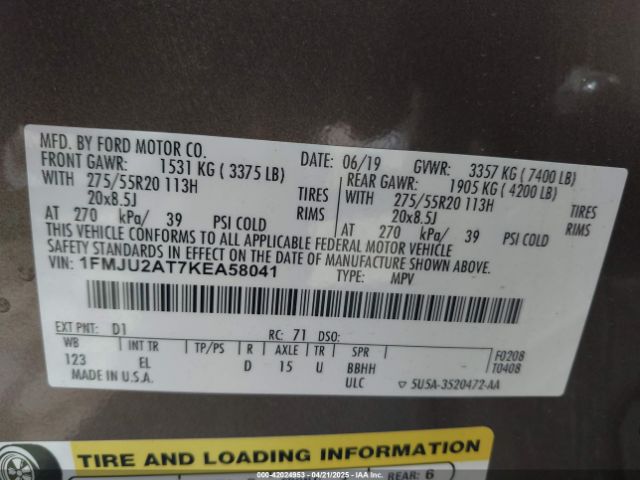 MFD. BY FORD MOTOR CO.
DATE: 06/19 GVWR: 3357 KG ( 7400 LB)
FRONT GAWR: 1531 KG ( 3375 LB)
REAR GAWR: 1905 KG ( 4200 LB)
WITH 275/55R20 113H TIRES
WITH 275/55R20 113H TIRES
20x8.5J RIMS
20x8.5J RIMS
AT 270 kPa/ 39 PSI COLD
AT 270 kPa/ 39 PSI COLD
THIS VEHICLE CONFORMS TO ALL APPLICABLE FEDERAL MOTOR VEHICLE
SAFETY STANDARDS IN EFFECT ON THE DATE OF MANUFACTURE SHOWN ABOVE.
VIN: 1FMJU2AT7KEA58041
TYPE: MPV
EXT PNT: D1 RC: 71 DSO:
WB INT TR TP/PS R AXLE TR SPR
F0208
123 EL D 15 U BBHH
T0408
MADE IN U.S.A. ULC 5U5A-3520472-AA
TIRE AND LOADING INFORMATION
REAR: 6
000-42024953 - 04/21/2025 - IAA Inc.